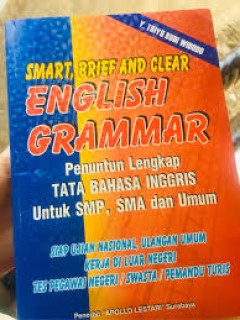 Y. TRIYO RUDI WIDODO
SMART, BRIEF AND CLEAR
ENGLISH
GRAMMAR
Penuntun Lengkap
TATA BAHASA INGGRIS
Untuk SMP, SMA dan Umum
SIAP UJIAN NASIONAL, ULANGAN UMUM
KERJA DI LUAR NEGERI
TES PEGAWAI NEGERI / SWASTA / PEMANDU TURIS
Penerbit "APOLLO LESTARI" Surabaya